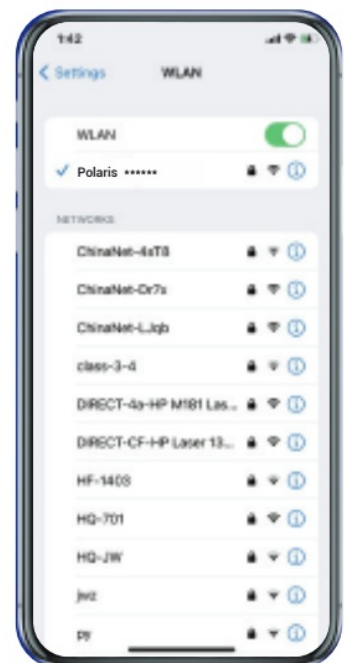 1:42
Settings WLAN
WLAN
Polaris ******
NETWORKS
ChinaNet-4sT8
ChinaNet-Dr7x
ChinaNet-LJqb
class-3-4
DIRECT-4a-HP M181 Las...
DIRECT-CF-HP Laser 13...
HF-1403
HQ-701
HQ-JW
jwz
py